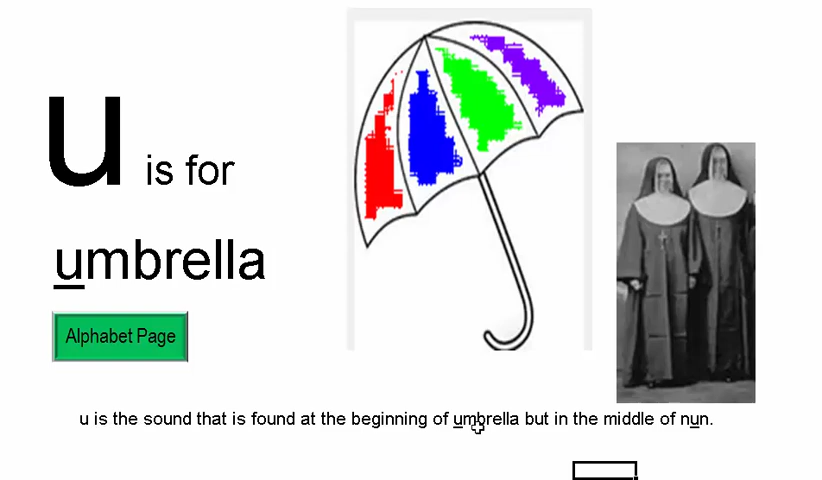 u is for
umbrella
Alphabet Page
u is the sound that is found at the beginning of umbrella but in the middle of nun.